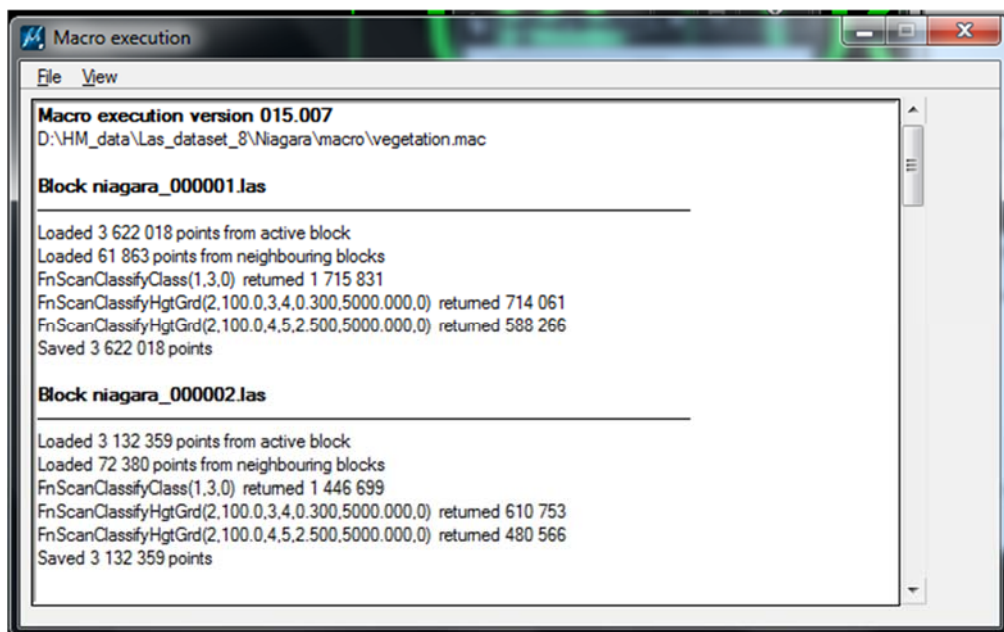 Macro execution
File View
Macro execution version 015.007
D:\HM_data\Las_dataset_8\Niagara\macro\vegetation.mac
Block niagara_000001.las
Loaded 3 622 018 points from active block
Loaded 61 863 points from neighbouring blocks
FnScanClassifyClass(1,3,0) returned 1 715 831
FnScanClassifyHgtGrd(2,100.0,3,4,0.300,5000.000,0) returned 714 061
FnScanClassifyHgtGrd(2,100.0,4,5,2.500,5000.000,0) returned 588 266
Saved 3 622 018 points
Block niagara_000002.las
Loaded 3 132 359 points from active block
Loaded 72 380 points from neighbouring blocks
FnScanClassifyClass(1,3,0) returned 1 446 699
FnScanClassifyHgtGrd(2,100.0,3,4,0.300,5000.000,0) returned 610 753
FnScanClassifyHgtGrd(2,100.0,4,5,2.500,5000.000,0) returned 480 566
Saved 3 132 359 points